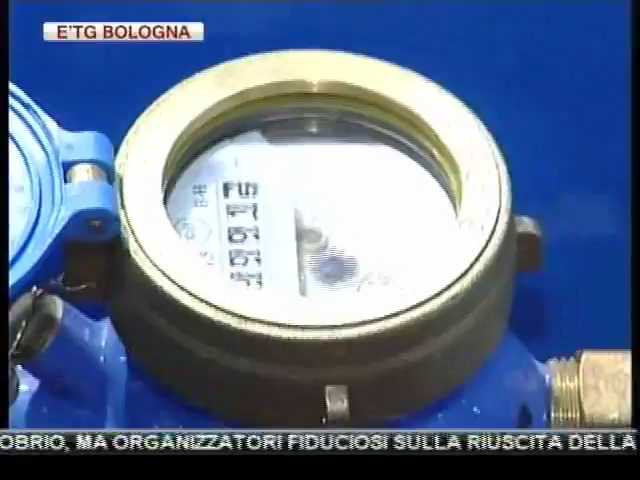 E'TG BOLOGNA
OBRIO, MA ORGANIZZATORI FIDUCIOSI SULLA RIUSCITA DELLA